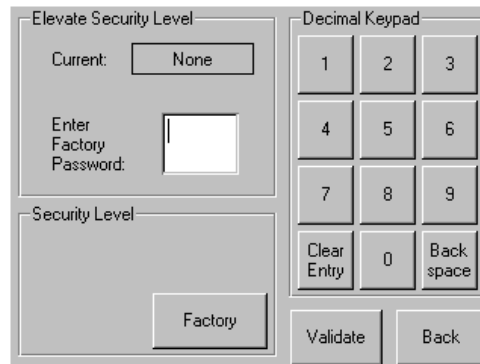 Elevate Security Level
Current: None
Enter
Factory
Password:
Security Level
Factory
Decimal Keypad
1 2 3
4 5 6
7 8 9
Clear
Entry
0
Back
space
Validate
Back